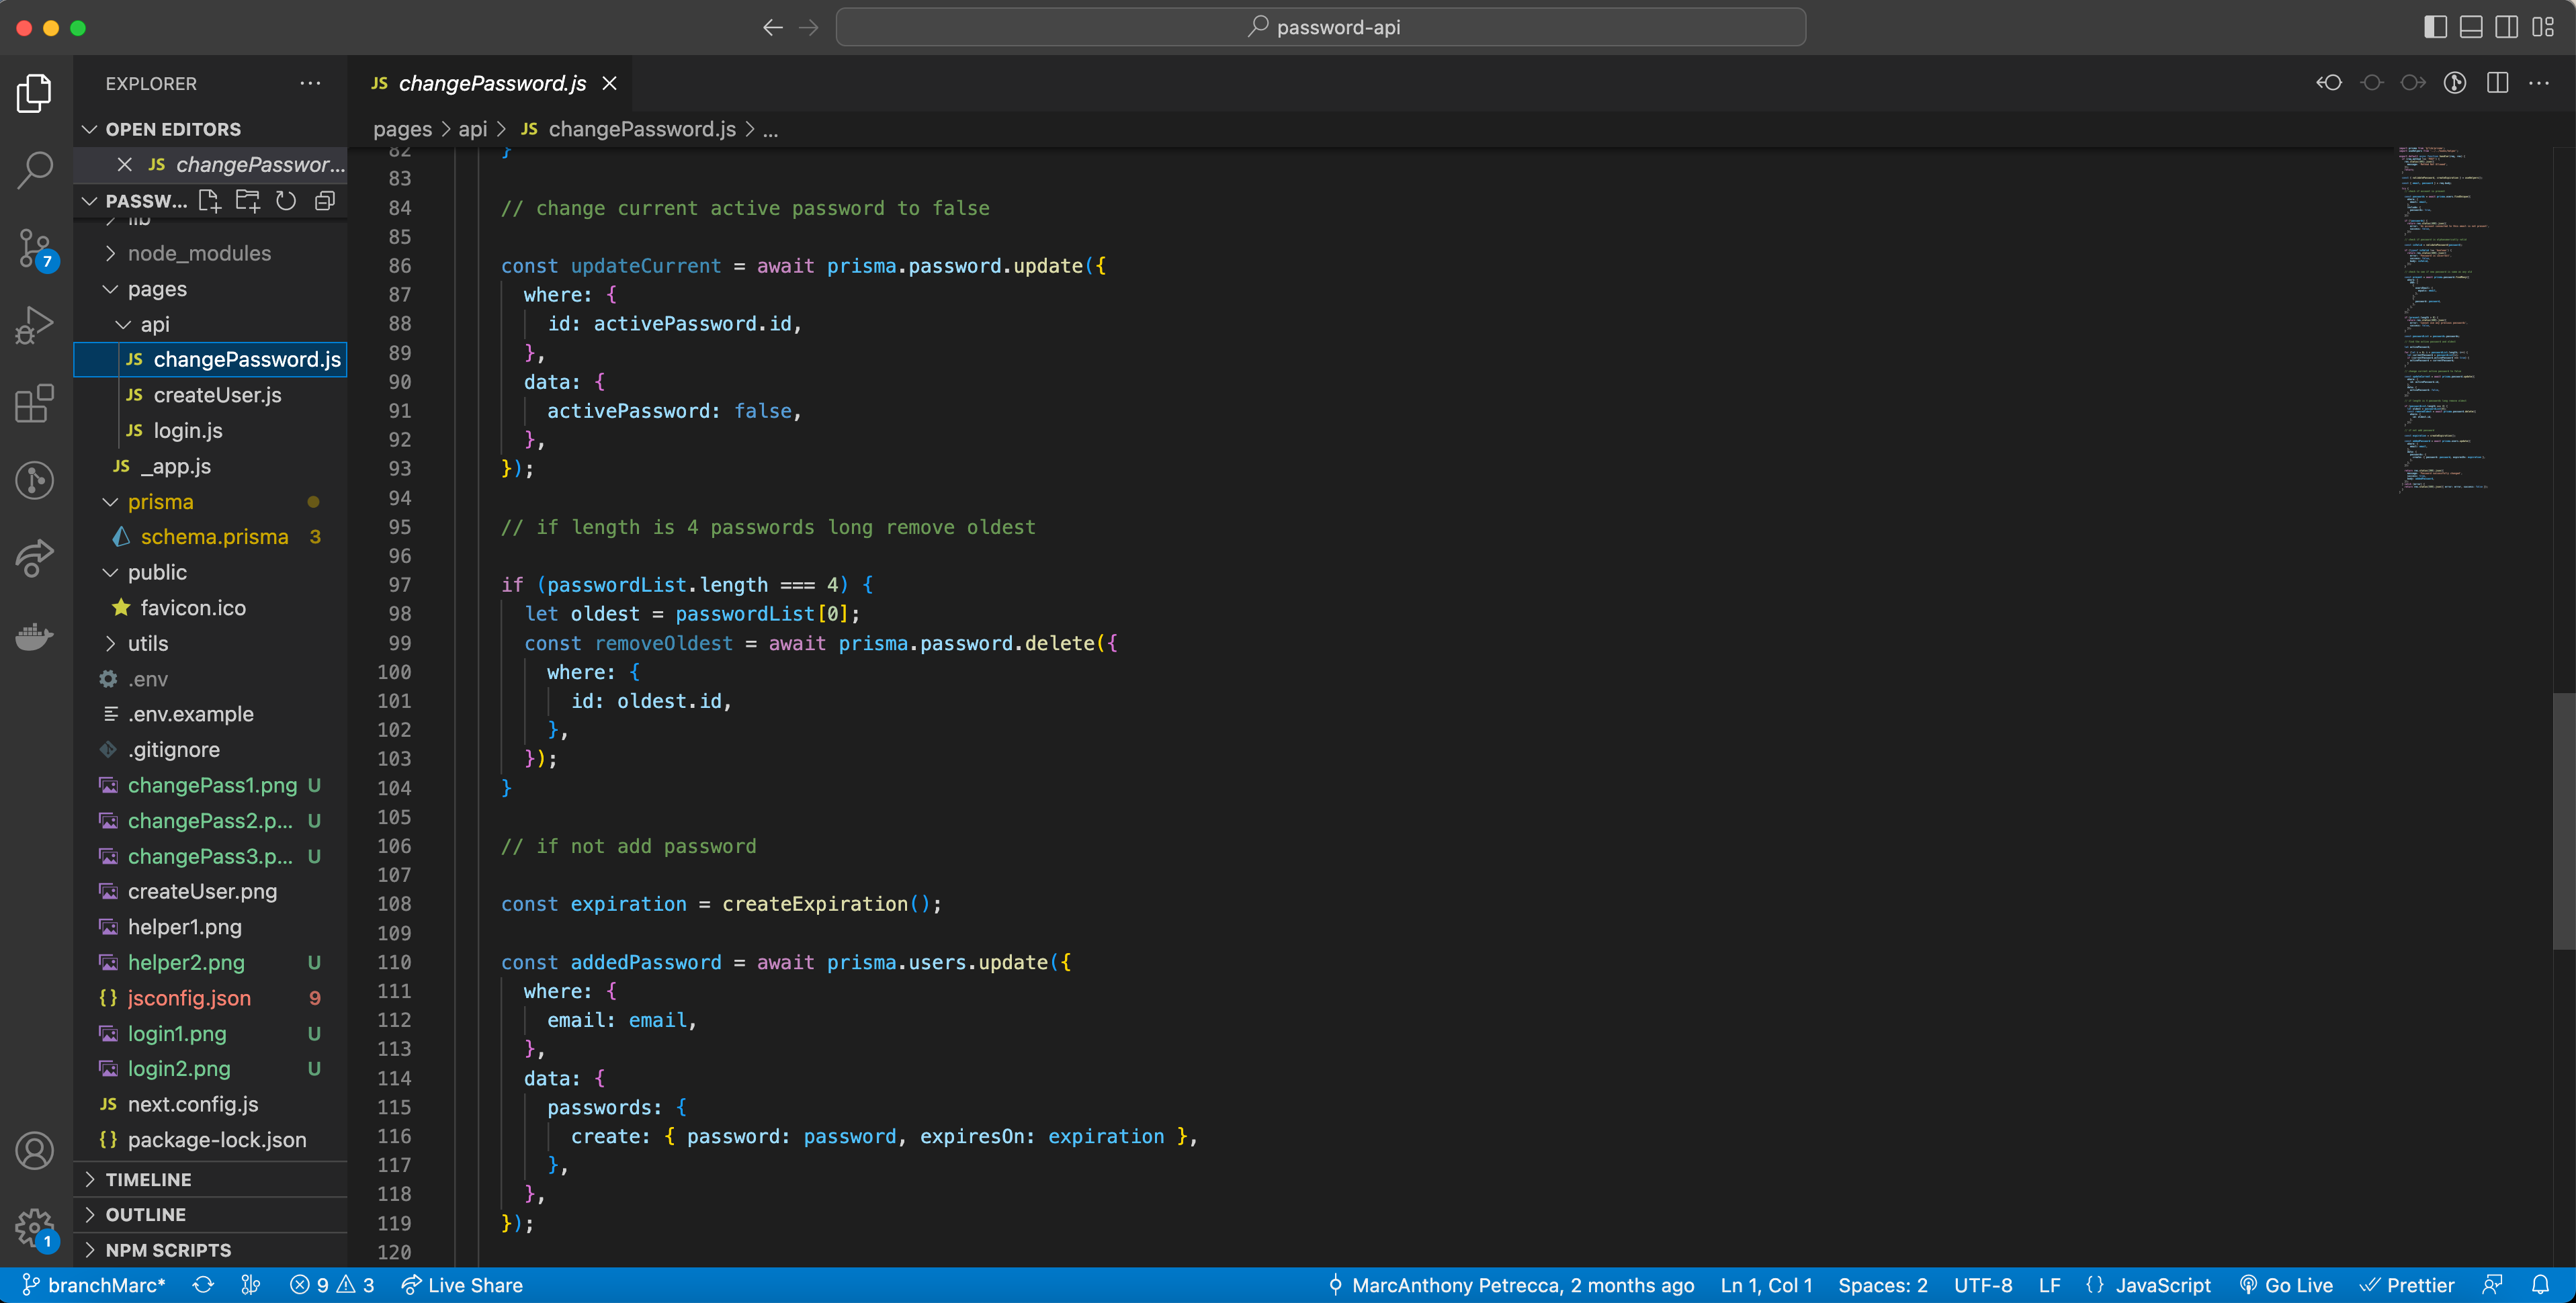 password-api
EXPLORER
JS changePassword.js
OPEN EDITORS
pages > api > JS changePassword.js > ...
JS changePasswor...
PASSW...
lib
node_modules
pages
api
JS changePassword.js
JS createUser.js
JS login.js
JS _app.js
prisma
schema.prisma 3
public
favicon.ico
utils
.env
.env.example
.gitignore
changePass1.png U
changePass2.p... U
changePass3.p... U
createUser.png
helper1.png
helper2.png U
{} jsconfig.json 9
login1.png U
login2.png U
JS next.config.js
{} package-lock.json
TIMELINE
OUTLINE
NPM SCRIPTS
7
1
82 }
83
84 // change current active password to false
85
86 const updateCurrent = await prisma.password.update({
87 where: {
88 id: activePassword.id,
89 },
90 data: {
91 activePassword: false,
92 },
93 });
94
95 // if length is 4 passwords long remove oldest
96
97 if (passwordList.length === 4) {
98 let oldest = passwordList[0];
99 const removeOldest = await prisma.password.delete({
100 where: {
101 id: oldest.id,
102 },
103 });
104 }
105
106 // if not add password
107
108 const expiration = createExpiration();
109
110 const addedPassword = await prisma.users.update({
111 where: {
112 email: email,
113 },
114 data: {
115 passwords: {
116 create: { password: password, expiresOn: expiration },
117 },
118 },
119 });
120
branchMarc* 9 3 Live Share MarcAnthony Petrecca, 2 months ago Ln 1, Col 1 Spaces: 2 UTF-8 LF {} JavaScript Go Live Prettier